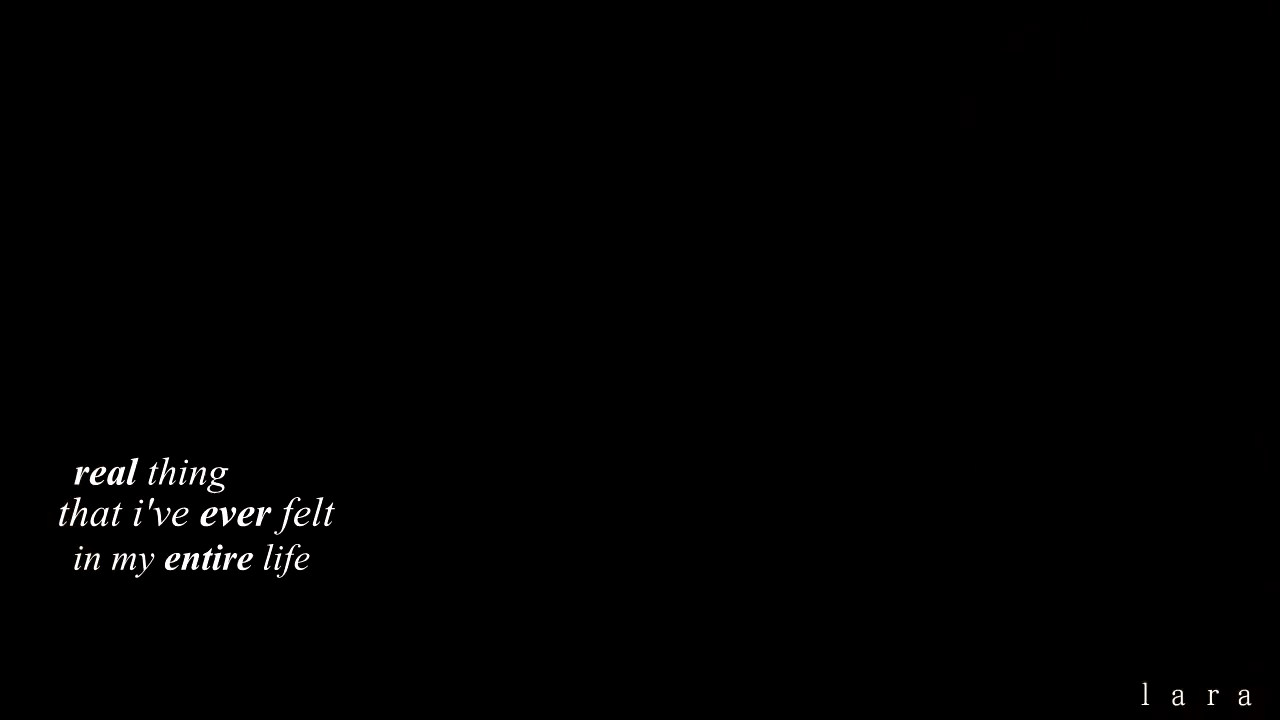 real thing
that i've ever felt
in my entire life
l a r a